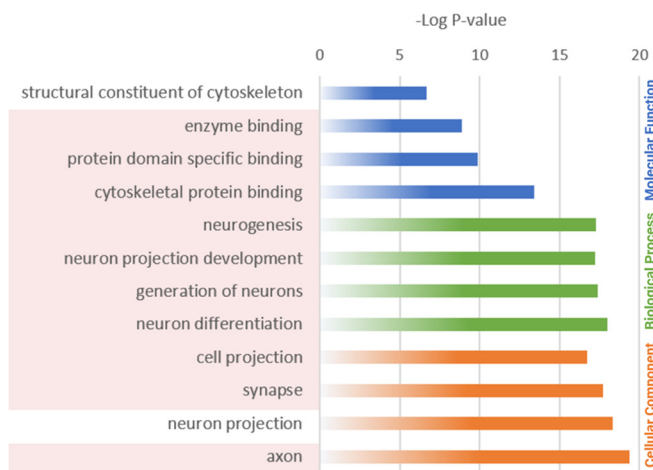 -Log P-value
0 5 10 15 20
structural constituent of cytoskeleton
enzyme binding
protein domain specific binding
cytoskeletal protein binding
neurogenesis
neuron projection development
generation of neurons
neuron differentiation
cell projection
synapse
neuron projection
axon
Molecular Function
Biological Process
Cellular Component